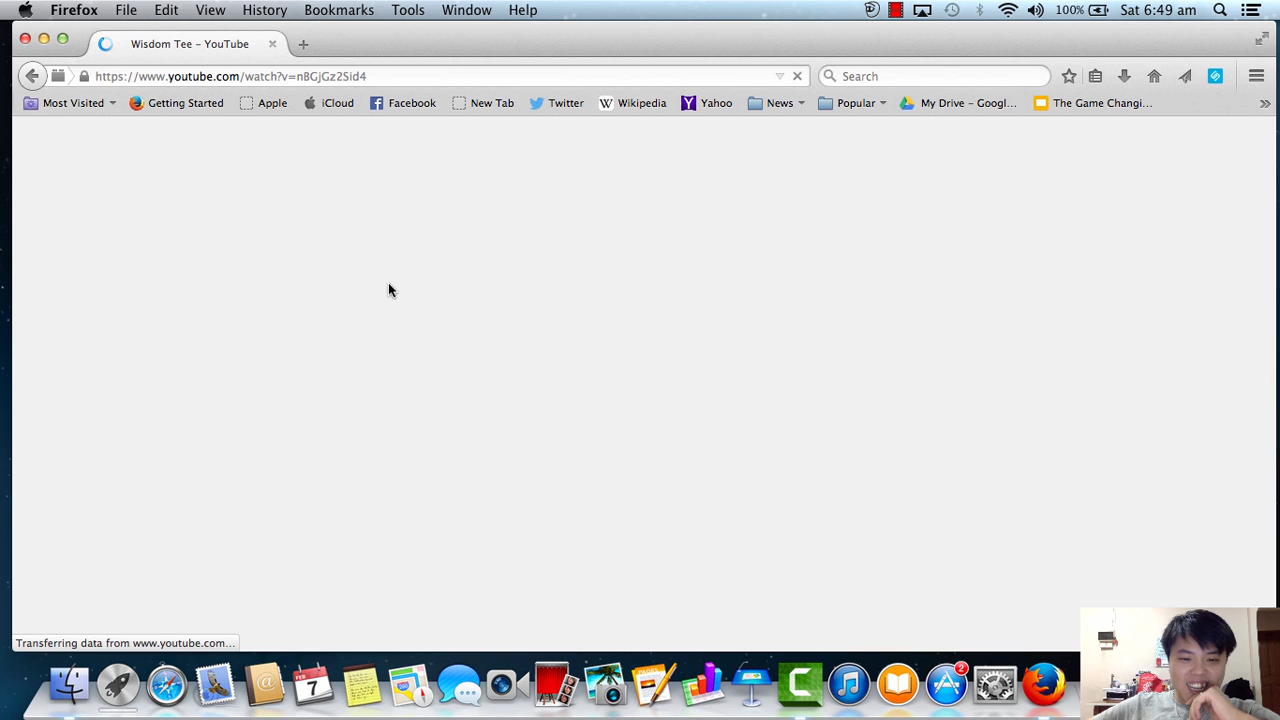 Firefox File Edit View History Bookmarks Tools Window Help 100% Sat 6:49 am
Wisdom Tee - YouTube
https://www.youtube.com/watch?v=nBGjGz2Sid4 Search
Most Visited Getting Started Apple iCloud Facebook New Tab Twitter Wikipedia Yahoo News Popular My Drive - Googl... The Game Changi...
Transferring data from www.youtube.com...
FEB
7
2